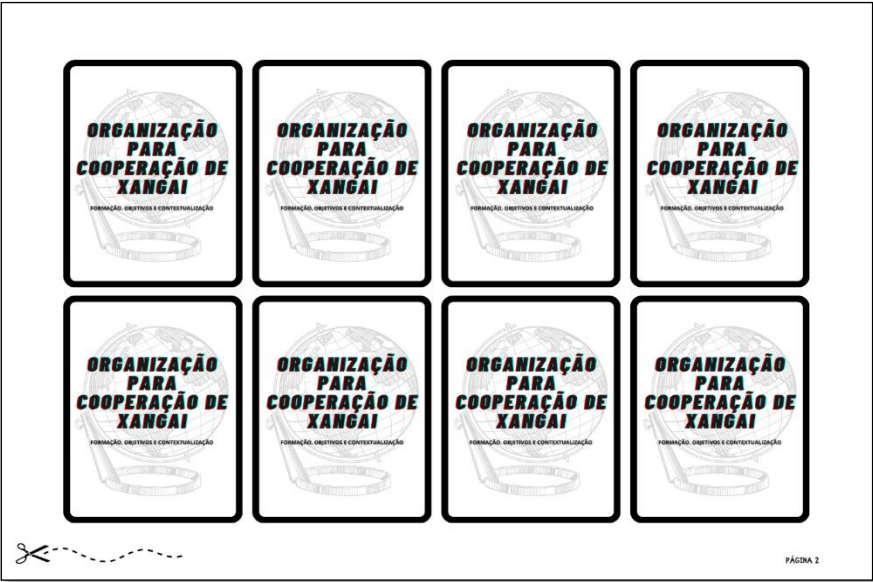 ORGANIZAÇÃO
PARA
COOPERAÇÃO DE
XANGAI
FORMAÇÃO, OBJETIVOS E CONTEXTUALIZAÇÃO
ORGANIZAÇÃO
PARA
COOPERAÇÃO DE
XANGAI
FORMAÇÃO, OBJETIVOS E CONTEXTUALIZAÇÃO
ORGANIZAÇÃO
PARA
COOPERAÇÃO DE
XANGAI
FORMAÇÃO, OBJETIVOS E CONTEXTUALIZAÇÃO
ORGANIZAÇÃO
PARA
COOPERAÇÃO DE
XANGAI
FORMAÇÃO, OBJETIVOS E CONTEXTUALIZAÇÃO
ORGANIZAÇÃO
PARA
COOPERAÇÃO DE
XANGAI
FORMAÇÃO, OBJETIVOS E CONTEXTUALIZAÇÃO
ORGANIZAÇÃO
PARA
COOPERAÇÃO DE
XANGAI
FORMAÇÃO, OBJETIVOS E CONTEXTUALIZAÇÃO
ORGANIZAÇÃO
PARA
COOPERAÇÃO DE
XANGAI
FORMAÇÃO, OBJETIVOS E CONTEXTUALIZAÇÃO
ORGANIZAÇÃO
PARA
COOPERAÇÃO DE
XANGAI
FORMAÇÃO, OBJETIVOS E CONTEXTUALIZAÇÃO
PÁGINA 2